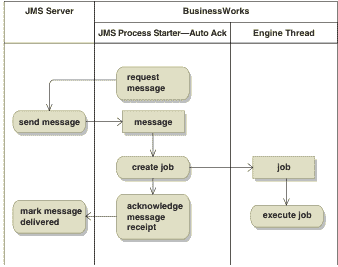 JMS Server
BusinessWorks
JMS Process Starter—Auto Ack
Engine Thread
request
message
send message
message
create job
job
acknowledge
message
receipt
mark message
delivered
execute job